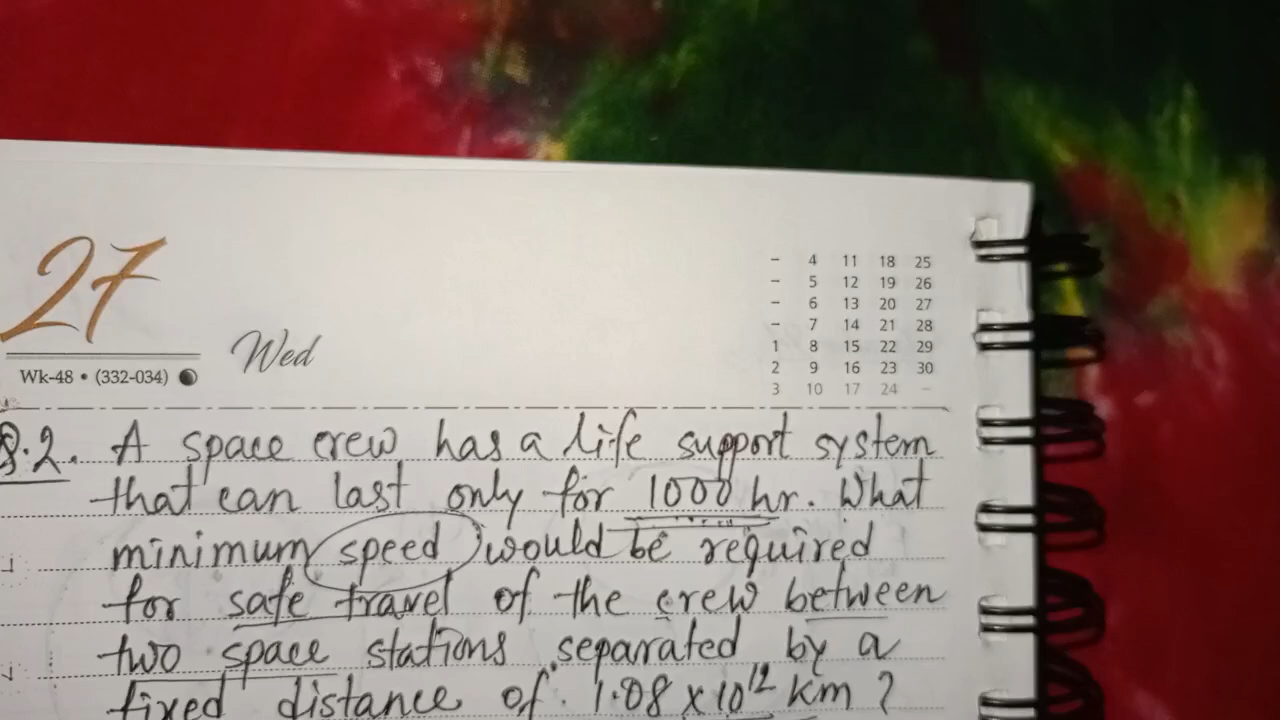 27
Wed
Wk-48 • (332-034)
- 4 11 18 25
- 5 12 19 26
- 6 13 20 27
- 7 14 21 28
1 8 15 22 29
2 9 16 23 30
3 10 17 24 -
Q.2. A space crew has a life support system
that can last only for 1000 hr. What
minimum speed would be required
for safe travel of the crew between
two space stations separated by a
fixed distance of 1.08 x 10¹² km ?